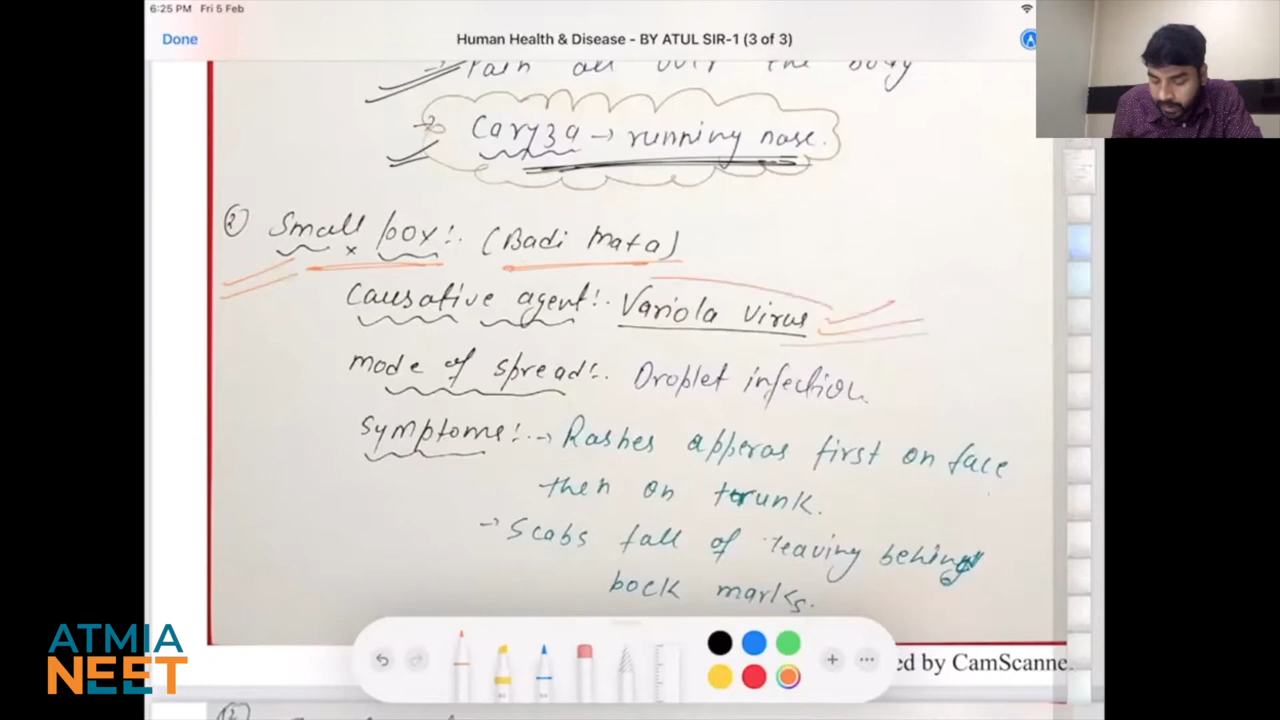 6:25 PM Fri 5 Feb
Done
Human Health & Disease - BY ATUL SIR-1 (3 of 3)
→ Pain all over the body
→ Caryza → running nose.
② Small pox:. (Badi Mata)
Causative agent:. Variola virus
mode of spread:. Droplet infection
Symptoms:. → Rashes apperas first on face
then on trunk.
→ Scabs fall of leaving behind
pock marks.
ed by CamScanne
ATMIA
NEET